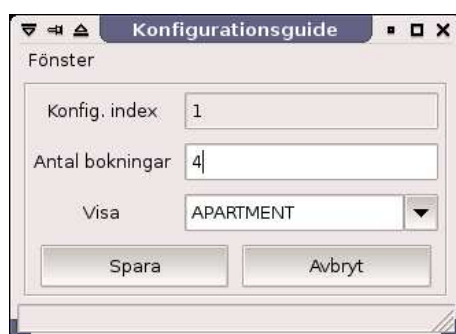 Konfigurationsguide
Fönster
Konfig. index 1
Antal bokningar 4
Visa APARTMENT
Spara Avbryt